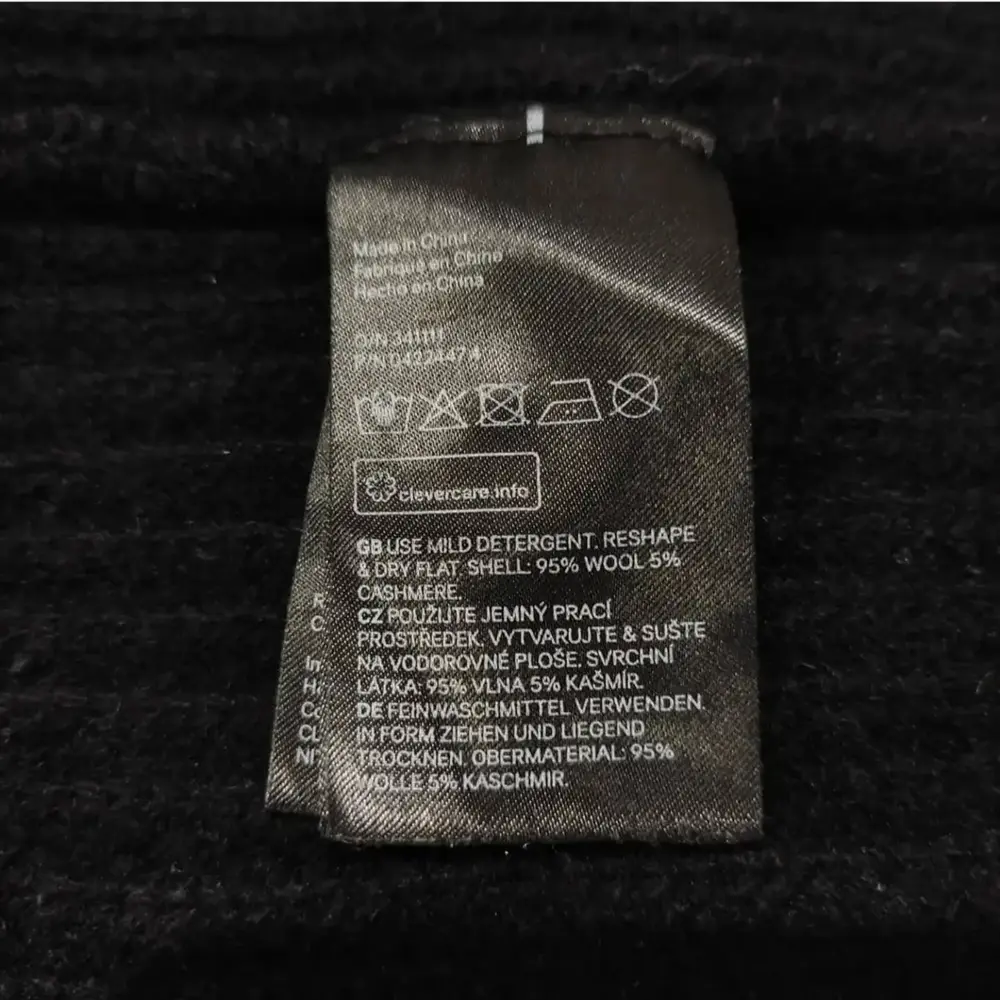 Made in China
Fabriqué en Chine
Hecho en China
O/N 341111
P/N 04224474
clevercare.info
GB USE MILD DETERGENT. RESHAPE
& DRY FLAT. SHELL: 95% WOOL 5%
CASHMERE.
CZ POUŽIJTE JEMNÝ PRACÍ
PROSTŘEDEK. VYTVARUJTE & SUŠTE
NA VODOROVNÉ PLOŠE. SVRCHNÍ
LÁTKA: 95% VLNA 5% KAŠMÍR.
DE FEINWASCHMITTEL VERWENDEN.
IN FORM ZIEHEN UND LIEGEND
TROCKNEN. OBERMATERIAL: 95%
WOLLE 5% KASCHMIR.